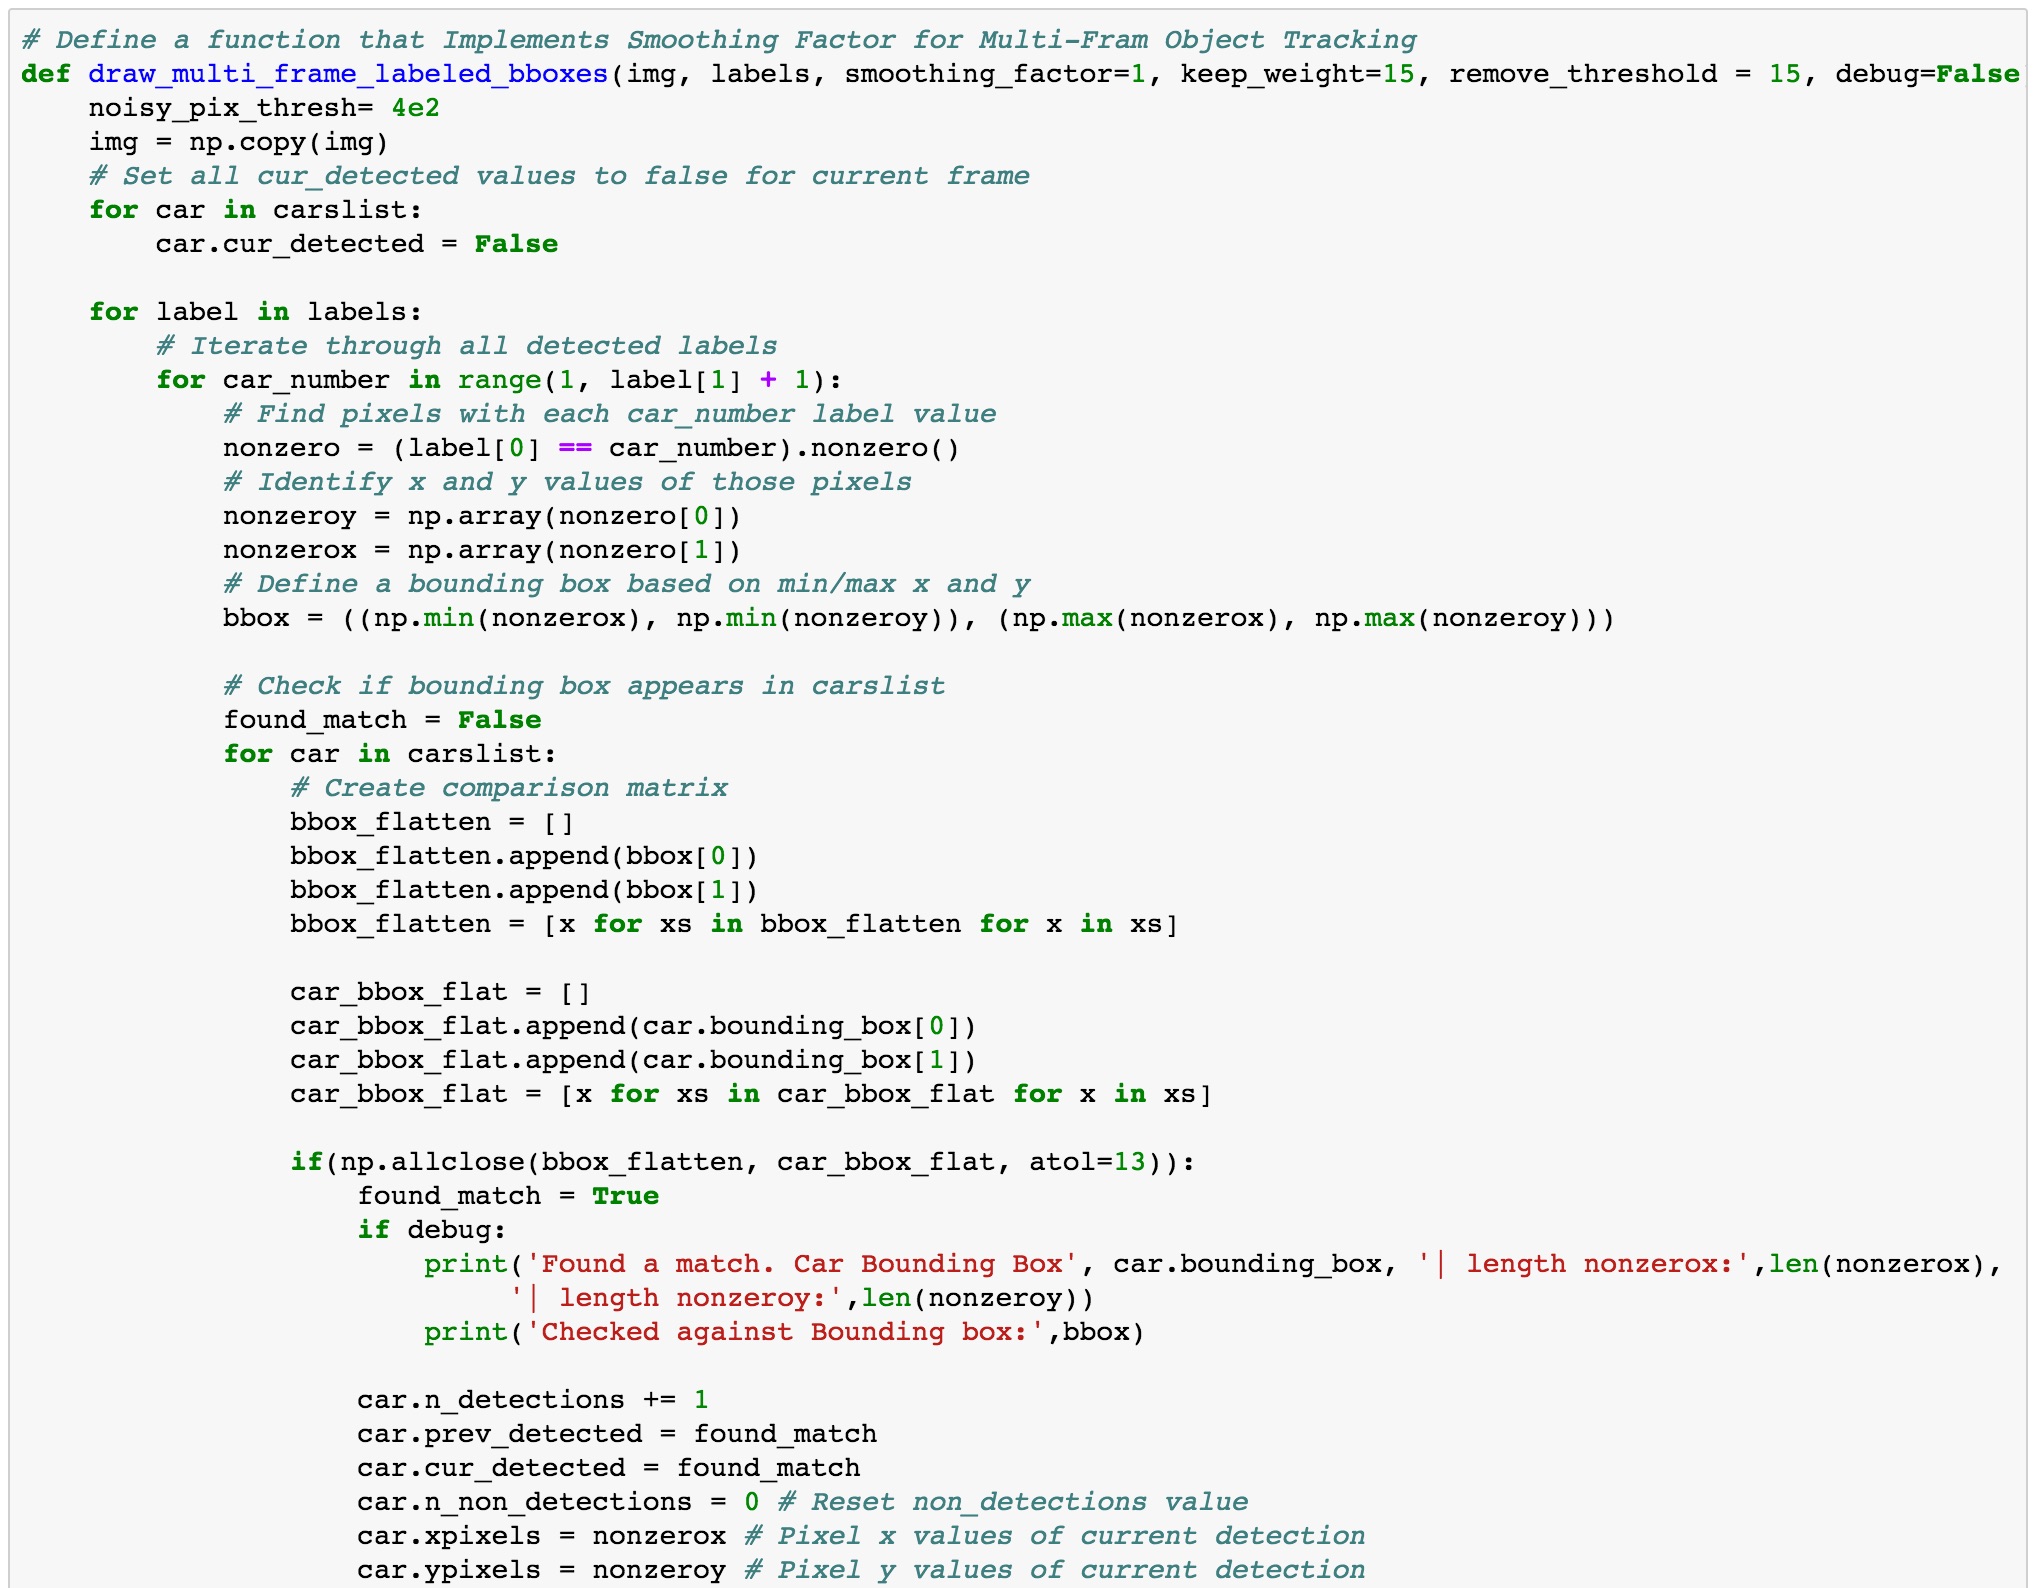 # Define a function that Implements Smoothing Factor for Multi-Fram Object Tracking
def draw_multi_frame_labeled_bboxes(img, labels, smoothing_factor=1, keep_weight=15, remove_threshold = 15, debug=False
    noisy_pix_thresh= 4e2
    img = np.copy(img)
    # Set all cur_detected values to false for current frame
    for car in carslist:
        car.cur_detected = False

    for label in labels:
        # Iterate through all detected labels
        for car_number in range(1, label[1] + 1):
            # Find pixels with each car_number label value
            nonzero = (label[0] == car_number).nonzero()
            # Identify x and y values of those pixels
            nonzeroy = np.array(nonzero[0])
            nonzerox = np.array(nonzero[1])
            # Define a bounding box based on min/max x and y
            bbox = ((np.min(nonzerox), np.min(nonzeroy)), (np.max(nonzerox), np.max(nonzeroy)))

            # Check if bounding box appears in carslist
            found_match = False
            for car in carslist:
                # Create comparison matrix
                bbox_flatten = []
                bbox_flatten.append(bbox[0])
                bbox_flatten.append(bbox[1])
                bbox_flatten = [x for xs in bbox_flatten for x in xs]

                car_bbox_flat = []
                car_bbox_flat.append(car.bounding_box[0])
                car_bbox_flat.append(car.bounding_box[1])
                car_bbox_flat = [x for xs in car_bbox_flat for x in xs]

                if(np.allclose(bbox_flatten, car_bbox_flat, atol=13)):
                    found_match = True
                    if debug:
                        print('Found a match. Car Bounding Box', car.bounding_box, '| length nonzerox:',len(nonzerox),
                             '| length nonzeroy:',len(nonzeroy))
                        print('Checked against Bounding box:',bbox)

                    car.n_detections += 1
                    car.prev_detected = found_match
                    car.cur_detected = found_match
                    car.n_non_detections = 0 # Reset non_detections value
                    car.xpixels = nonzerox # Pixel x values of current detection
                    car.ypixels = nonzeroy # Pixel y values of current detection